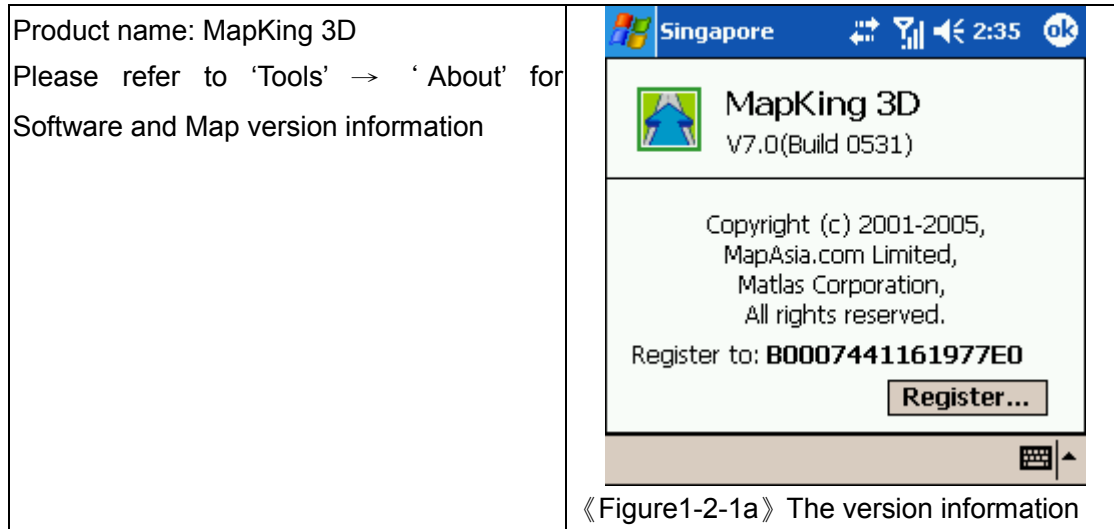 Product name: MapKing 3D
Please refer to ‘Tools’ → ‘ About’ for
Software and Map version information
Singapore 2:35 ok
MapKing 3D
V7.0(Build 0531)
Copyright (c) 2001-2005,
MapAsia.com Limited,
Matlas Corporation,
All rights reserved.
Register to: B0007441161977E0
Register...
《Figure1-2-1a》The version information